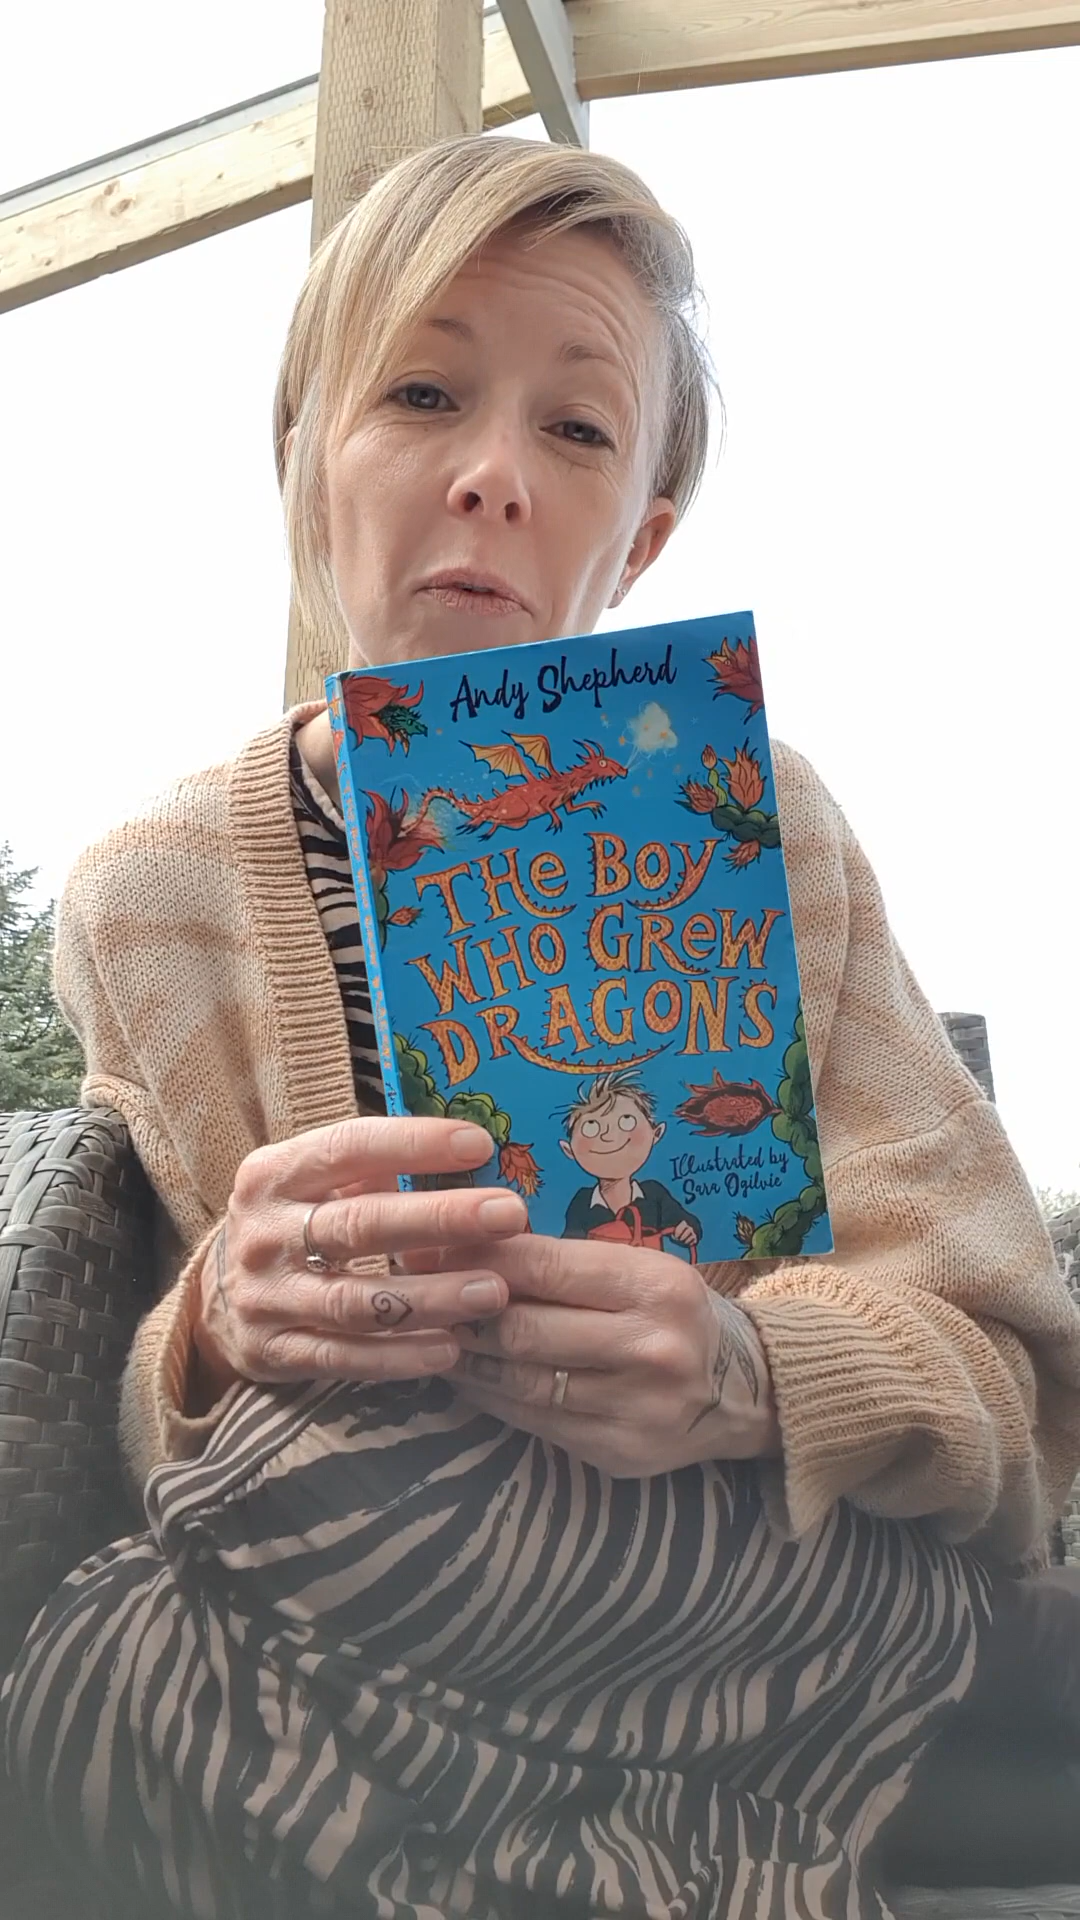 Andy Shepherd
THe BoY
WHO GReW
DRAGONS
Illustrated by
Sara Ogilvie